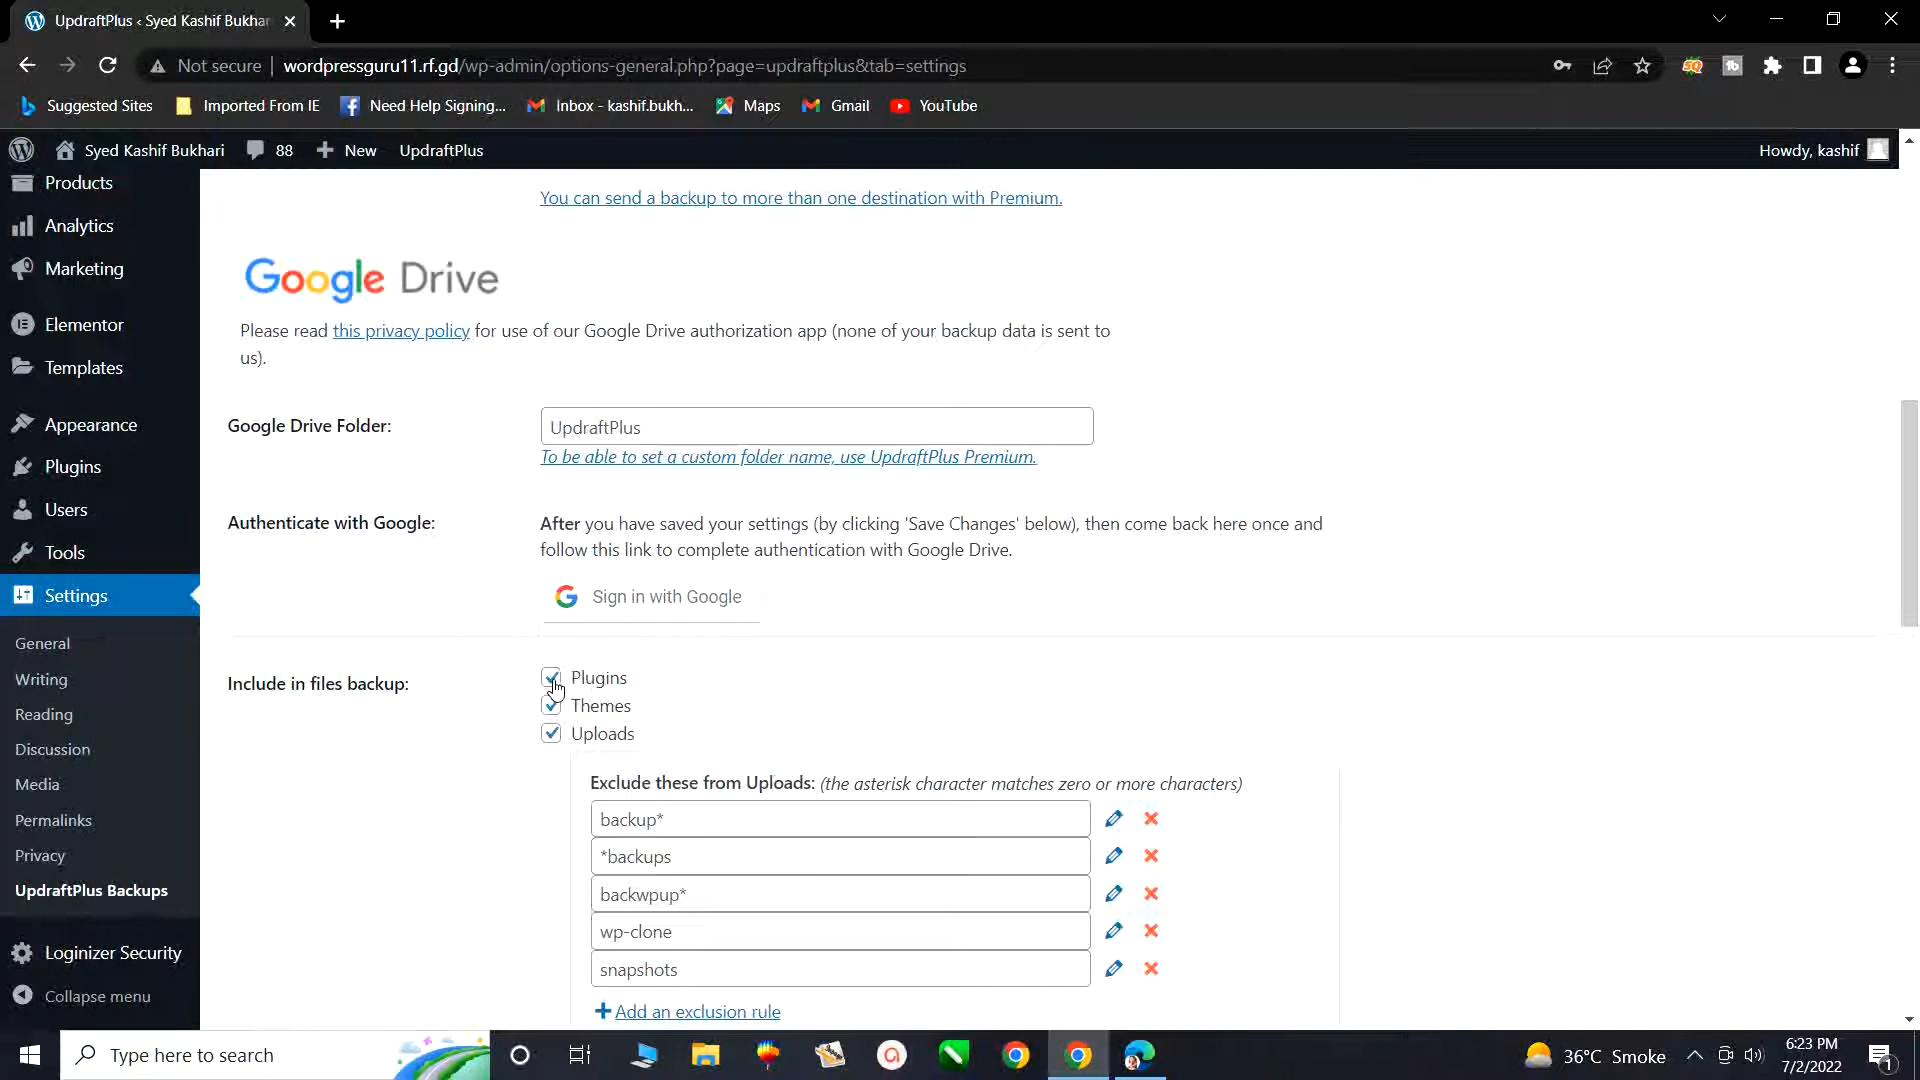 UpdraftPlus ‹ Syed Kashif Bukhar
Not secure
wordpressguru11.rf.gd/wp-admin/options-general.php?page=updraftplus&tab=settings
Suggested Sites
Imported From IE
Need Help Signing...
Inbox - kashif.bukh...
Maps
Gmail
YouTube
Syed Kashif Bukhari
88
New
UpdraftPlus
Howdy, kashif
Products
Analytics
Marketing
Elementor
Templates
Appearance
Plugins
Users
Tools
Settings
General
Writing
Reading
Discussion
Media
Permalinks
Privacy
UpdraftPlus Backups
Loginizer Security
Collapse menu
You can send a backup to more than one destination with Premium.
Google Drive
Please read this privacy policy for use of our Google Drive authorization app (none of your backup data is sent to
us).
Google Drive Folder:
UpdraftPlus
To be able to set a custom folder name, use UpdraftPlus Premium.
Authenticate with Google:
After you have saved your settings (by clicking 'Save Changes' below), then come back here once and
follow this link to complete authentication with Google Drive.
Sign in with Google
Include in files backup:
Plugins
Themes
Uploads
Exclude these from Uploads: (the asterisk character matches zero or more characters)
backup*
*backups
backwpup*
wp-clone
snapshots
Add an exclusion rule
Type here to search
36°C Smoke
6:23 PM
7/2/2022
1